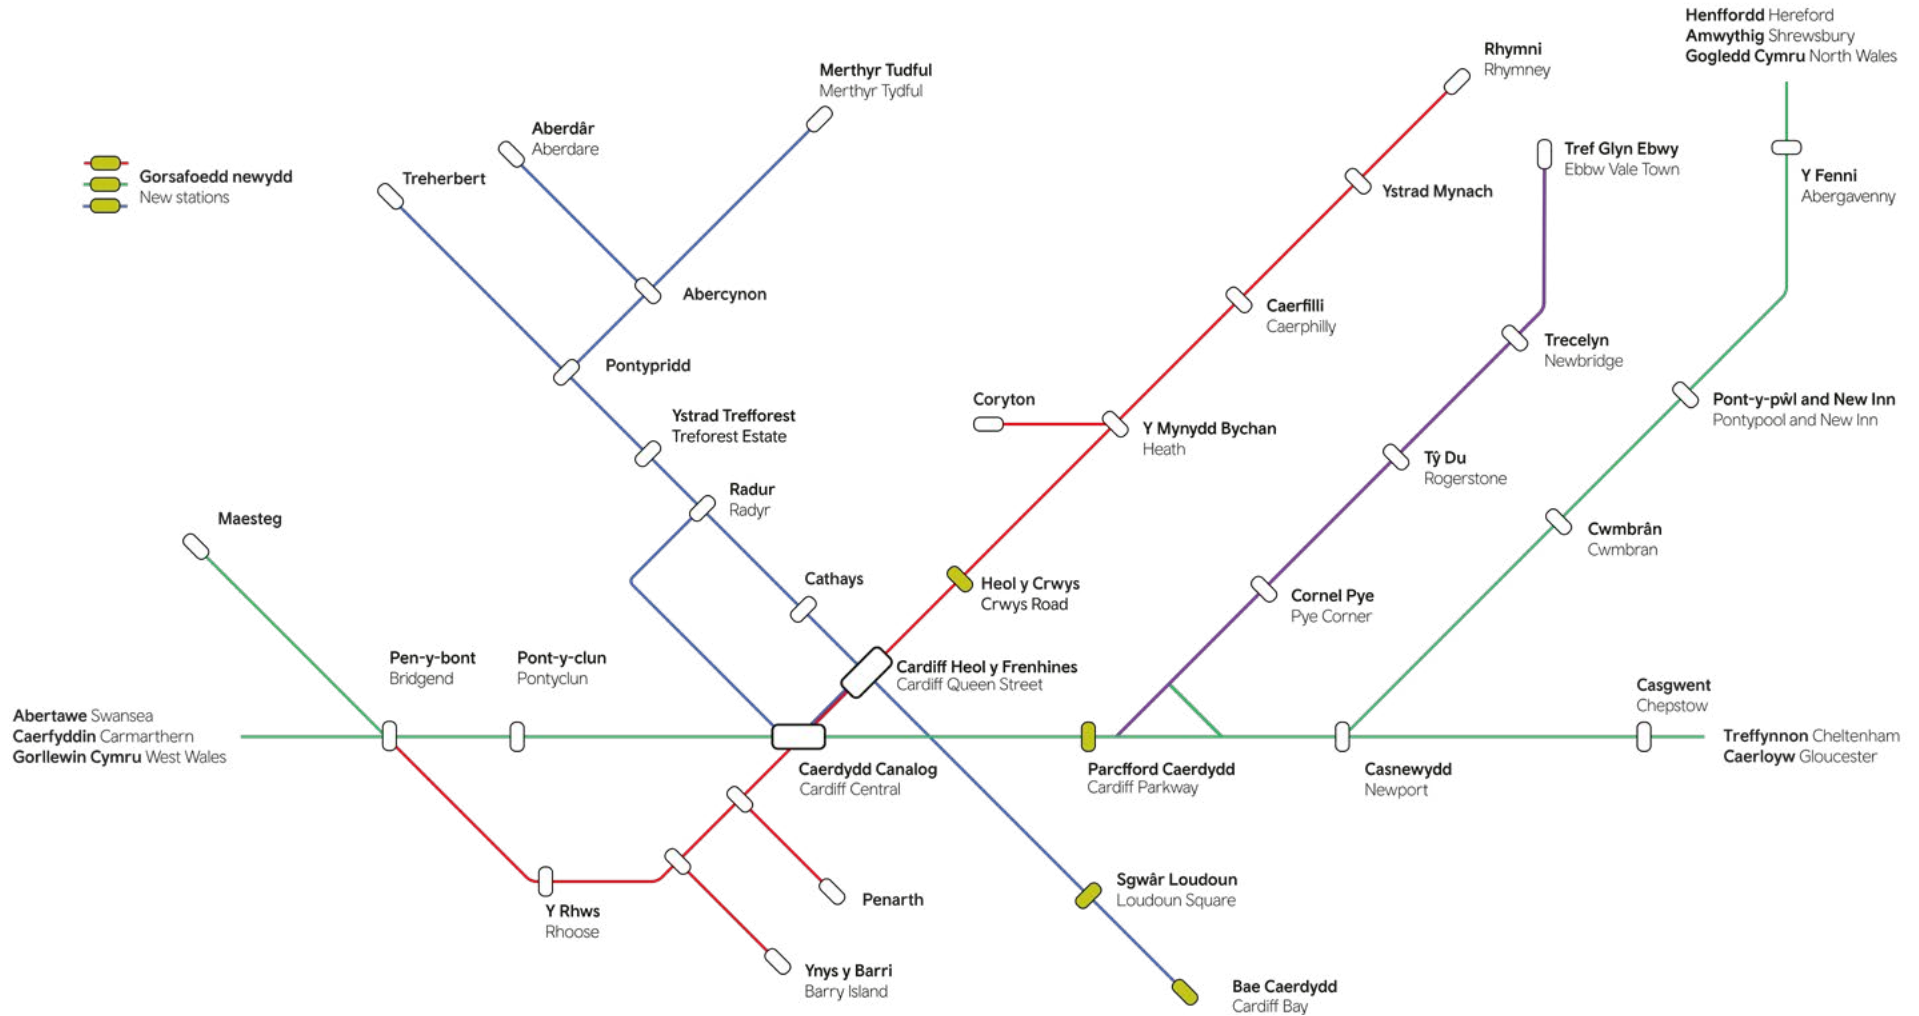 Henffordd Hereford
Amwythig Shrewsbury
Gogledd Cymru North Wales
Rhymni
Rhymney
Merthyr Tudful
Merthyr Tydful
Aberdâr
Aberdare
Treherbert
Gorsafoedd newydd
New stations
Tref Glyn Ebwy
Ebbw Vale Town
Y Fenni
Abergavenny
Ystrad Mynach
Abercynon
Caerfilli
Caerphilly
Trecelyn
Newbridge
Pontypridd
Coryton
Pont-y-pŵl and New Inn
Pontypool and New Inn
Ystrad Trefforest
Treforest Estate
Y Mynydd Bychan
Heath
Tŷ Du
Rogerstone
Radur
Radyr
Maesteg
Cwmbrân
Cwmbran
Cathays
Heol y Crwys
Crwys Road
Cornel Pye
Pye Corner
Pen-y-bont
Bridgend
Pont-y-clun
Pontyclun
Cardiff Heol y Frenhines
Cardiff Queen Street
Casgwent
Chepstow
Abertawe Swansea
Caerfyddin Carmarthern
Gorllewin Cymru West Wales
Treffynnon Cheltenham
Caerloyw Gloucester
Caerdydd Canalog
Cardiff Central
Parcfford Caerdydd
Cardiff Parkway
Casnewydd
Newport
Sgwâr Loudoun
Loudoun Square
Penarth
Y Rhws
Rhoose
Ynys y Barri
Barry Island
Bae Caerdydd
Cardiff Bay